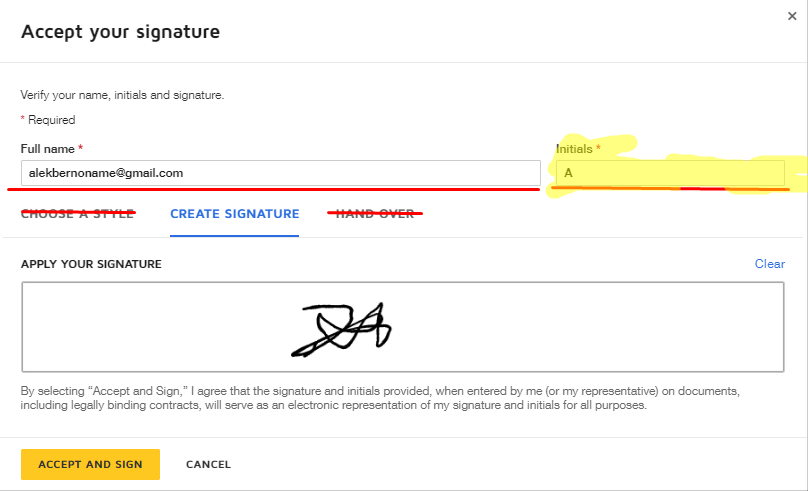 Accept your signature
×
Verify your name, initials and signature.
* Required
Full name *
Initials *
alekbernoname@gmail.com
A
CHOOSE A STYLE
CREATE SIGNATURE
HAND OVER
APPLY YOUR SIGNATURE
Clear
By selecting “Accept and Sign,” I agree that the signature and initials provided, when entered by me (or my representative) on documents,
including legally binding contracts, will serve as an electronic representation of my signature and initials for all purposes.
ACCEPT AND SIGN
CANCEL